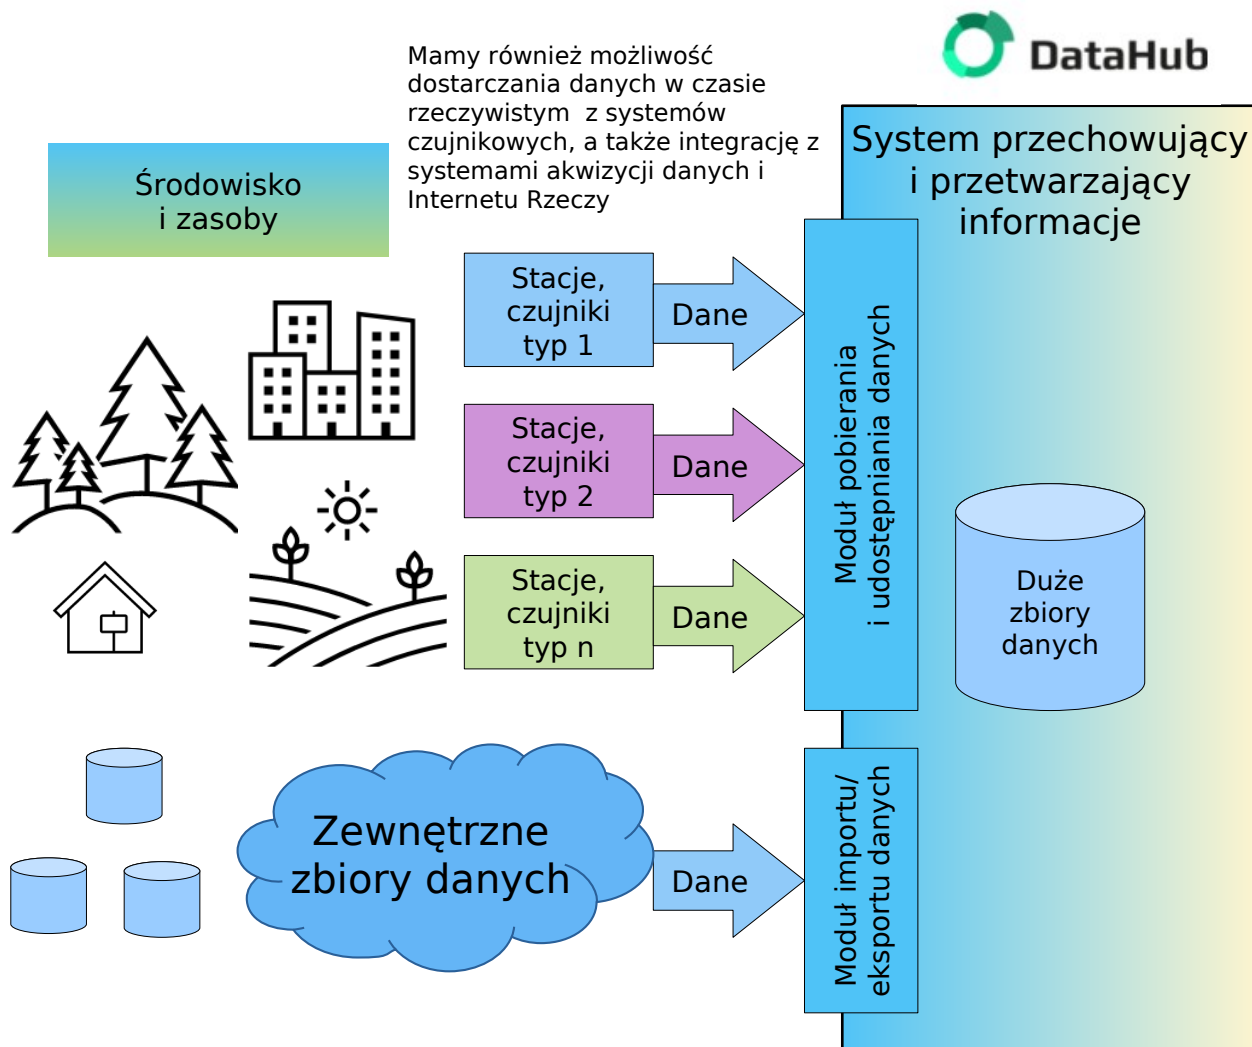 DataHub
Mamy również możliwość
dostarczania danych w czasie
rzeczywistym  z systemów
czujnikowych, a także integrację z
systemami akwizycji danych i
Internetu Rzeczy
System przechowujący
i przetwarzający
informacje
Środowisko
i zasoby
Stacje,
czujniki
typ 1
Dane
Stacje,
czujniki
typ 2
Dane
Stacje,
czujniki
typ n
Dane
Moduł pobierania
i udostępniania danych
Duże
zbiory
danych
Zewnętrzne
zbiory danych
Dane
Moduł importu/
eksportu danych